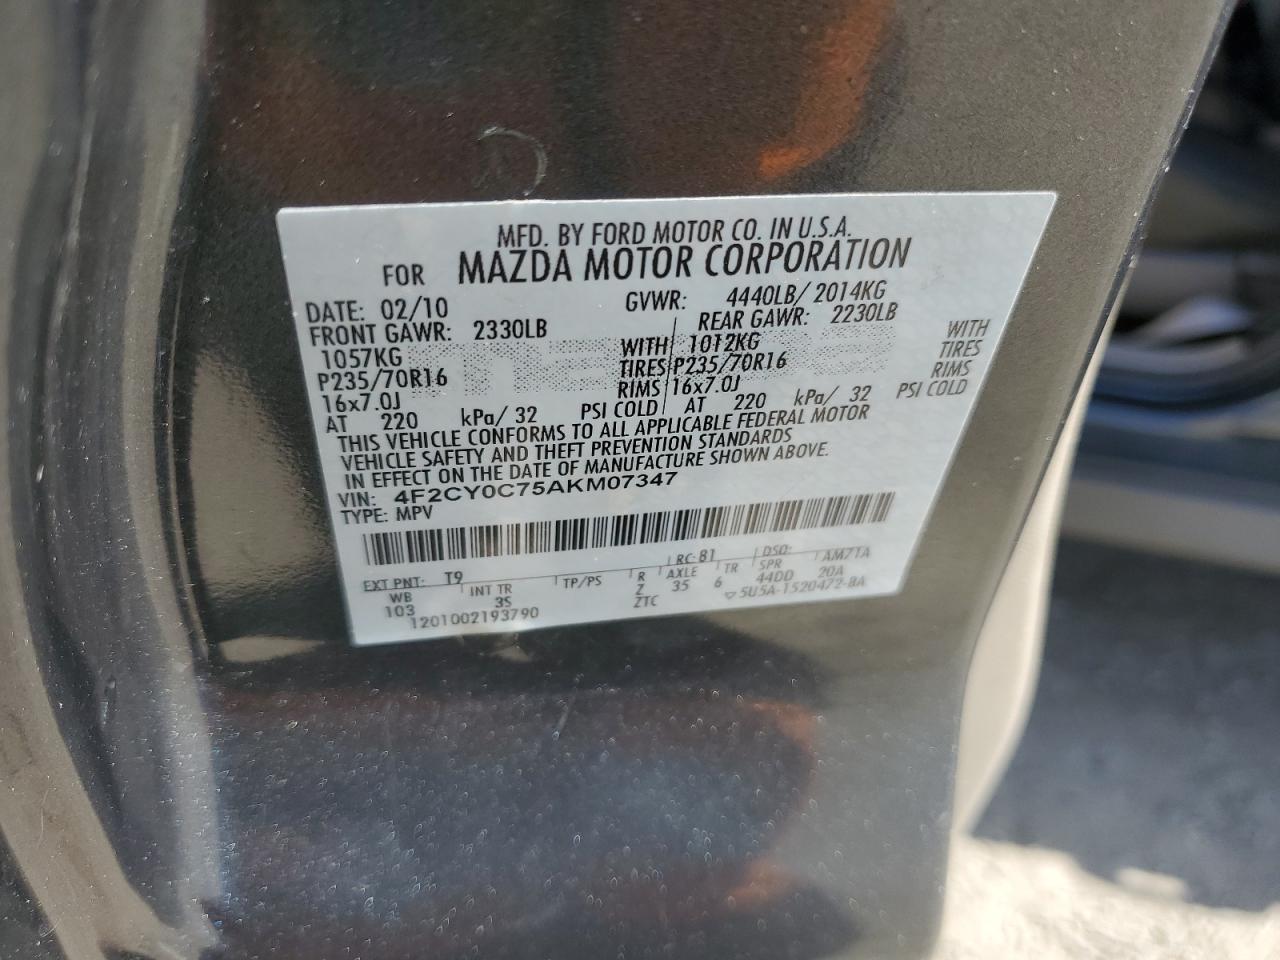 MFD. BY FORD MOTOR CO. IN U.S.A.
FOR MAZDA MOTOR CORPORATION
DATE: 02/10 GVWR: 4440LB/ 2014KG
FRONT GAWR: 2330LB REAR GAWR: 2230LB
1057KG WITH 1012KG WITH
P235/70R16 TIRES P235/70R16 TIRES
16x7.0J RIMS 16x7.0J RIMS
AT 220 kPa/ 32 PSI COLD AT 220 kPa/ 32 PSI COLD
THIS VEHICLE CONFORMS TO ALL APPLICABLE FEDERAL MOTOR
VEHICLE SAFETY AND THEFT PREVENTION STANDARDS
IN EFFECT ON THE DATE OF MANUFACTURE SHOWN ABOVE.
VIN: 4F2CY0C75AKM07347
TYPE: MPV
EXT PNT: T9 RC: 81 DSO: AM71A
WB INT TR TP/PS R AXLE TR SPR 20A
103 3S Z 35 6 44DD
1201002193790 ZTC 5U5A-1520472-BA